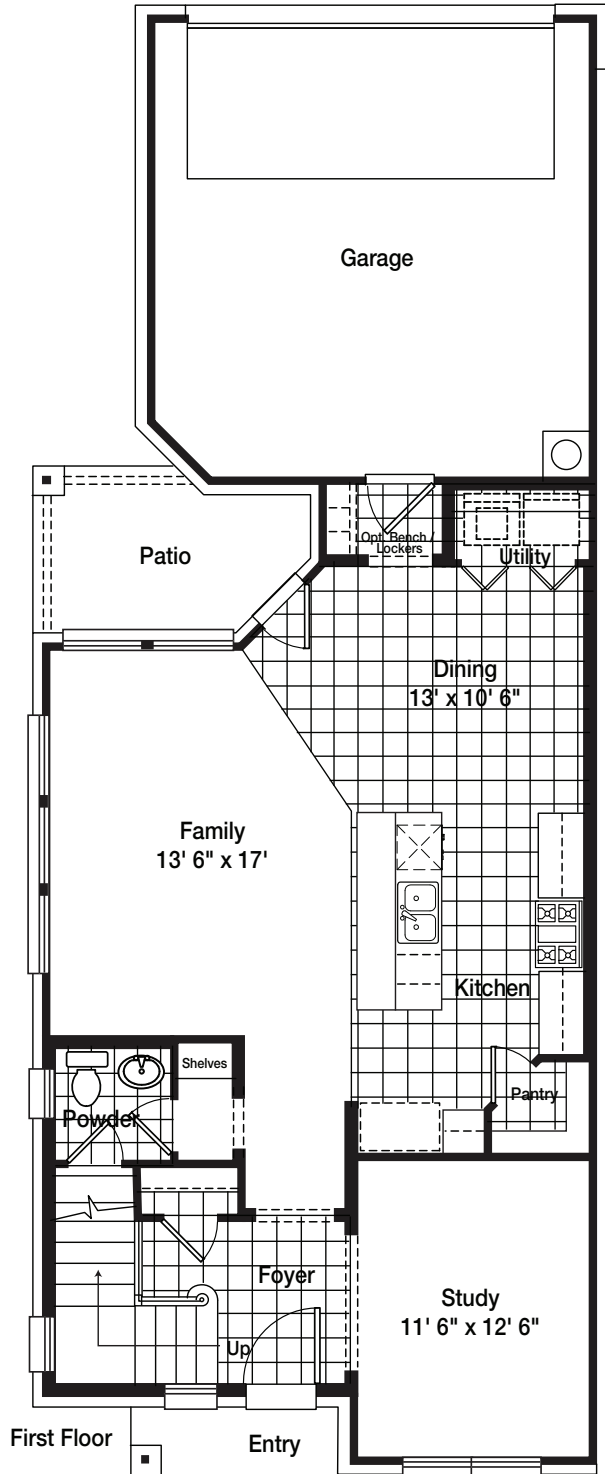 Garage
Patio
Opt. Bench /
Lockers
Utility
Dining
13' x 10' 6"
Family
13' 6" x 17'
Kitchen
Shelves
Pantry
Powder
Foyer
Study
11' 6" x 12' 6"
Up
First Floor
Entry